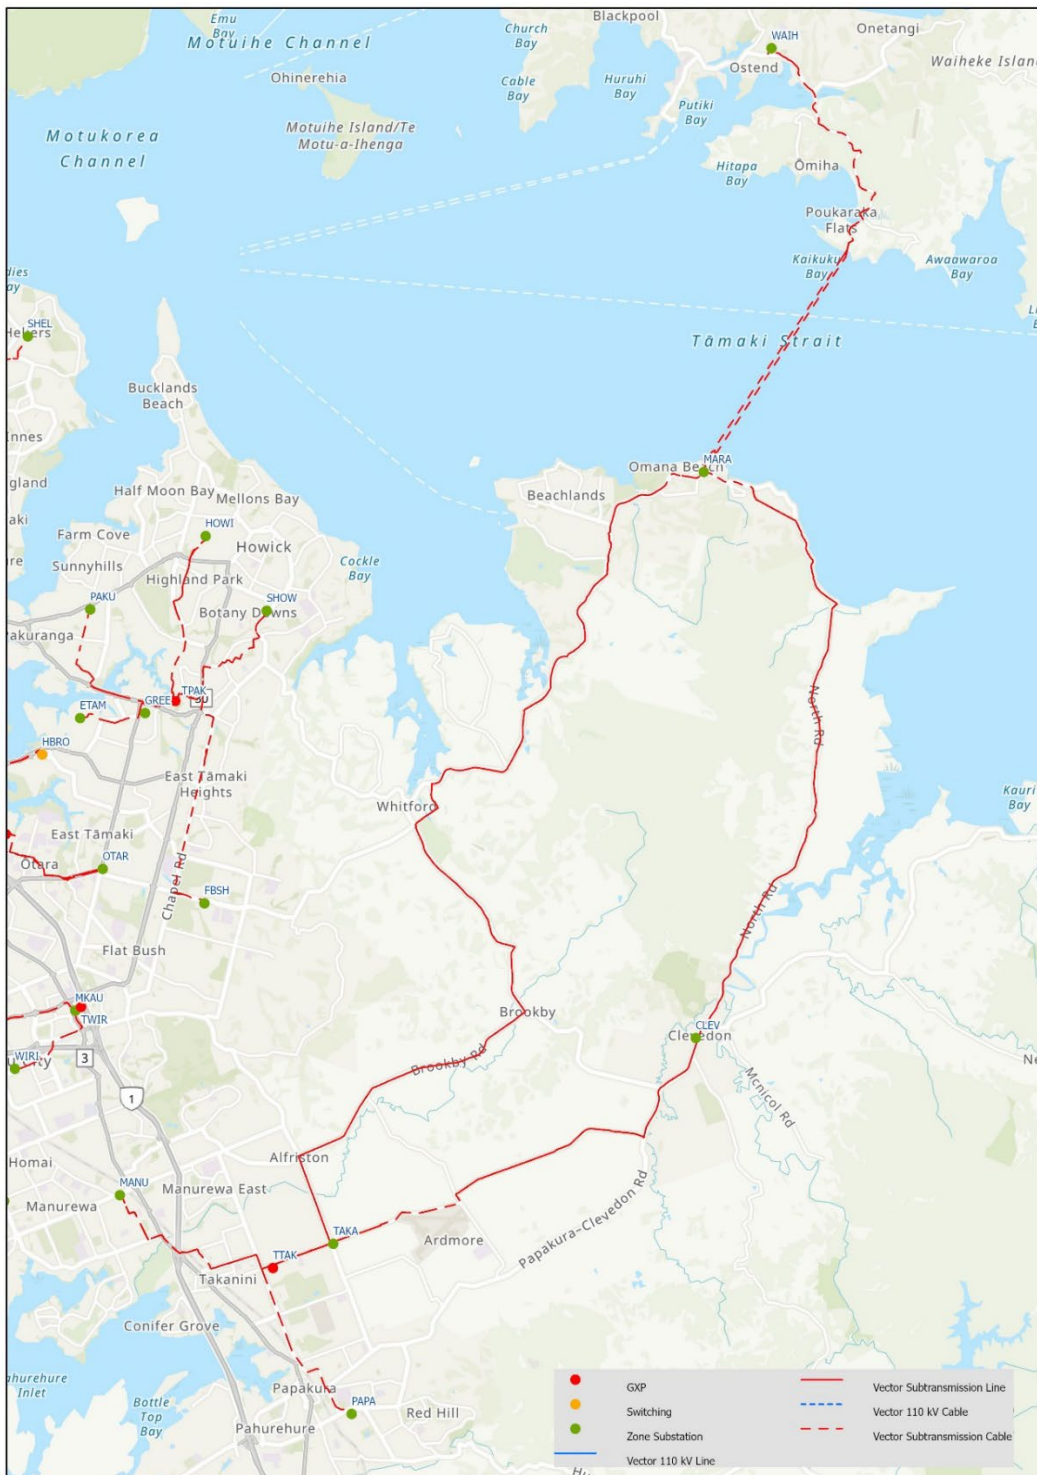 Blackpool
Church
Bay
Emu
Bay
Motuihe Channel
WAIH
Onetangi
Ostend
Waiheke Island
Ohinerehia
Cable
Bay
Huruhi
Bay
Putiki
Bay
Motukorea
Channel
Motuihe Island/Te
Motu-a-Ihenga
Hitapa
Bay
Ōmiha
Poukaraka
Flats
Kaikuku
Bay
Awaawaroa
Bay
SHEL
Tāmaki Strait
Bucklands
Beach
MARA
Omana Beach
Half Moon Bay
Mellons Bay
Beachlands
Farm Cove
HOWI
Howick
Sunnyhills
Highland Park
Cockle
Bay
PAKU
Botany Downs
SHOW
TPAK
ETAM
GREE
North Rd
HBRO
East Tāmaki
Heights
Whitford
Kauri
Bay
East Tāmaki
Otara
OTAR
Chapel Rd
FBSH
North Rd
Flat Bush
MKAU
TWIR
Brookby
CLEV
Clevedon
WIRI
3
Brookby Rd
1
Mcnicol Rd
Homai
Alfriston
MANU
Manurewa East
Manurewa
Papakura-Clevedon Rd
TAKA
Ardmore
TTAK
Takanini
Conifer Grove
Papakura
PAPA
Red Hill
Bottle
Top
Bay
Inlet
Pahurehure
GXP
Vector Subtransmission Line
Switching
Vector 110 kV Cable
Zone Substation
Vector Subtransmission Cable
Vector 110 kV Line